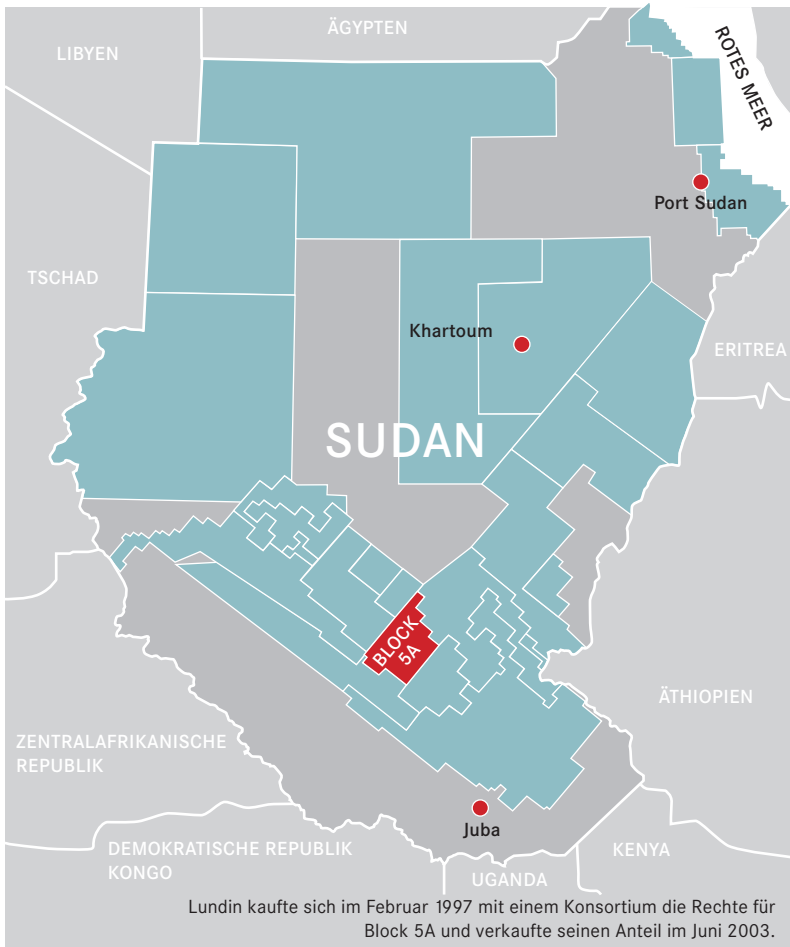 ÄGYPTEN
LIBYEN
ROTES MEER
Port Sudan
TSCHAD
Khartoum
ERITREA
SUDAN
BLOCK
5A
ÄTHIOPIEN
ZENTRALAFRIKANISCHE
REPUBLIK
Juba
DEMOKRATISCHE REPUBLIK
KONGO
KENYA
UGANDA
Lundin kaufte sich im Februar 1997 mit einem Konsortium die Rechte für
Block 5A und verkaufte seinen Anteil im Juni 2003.